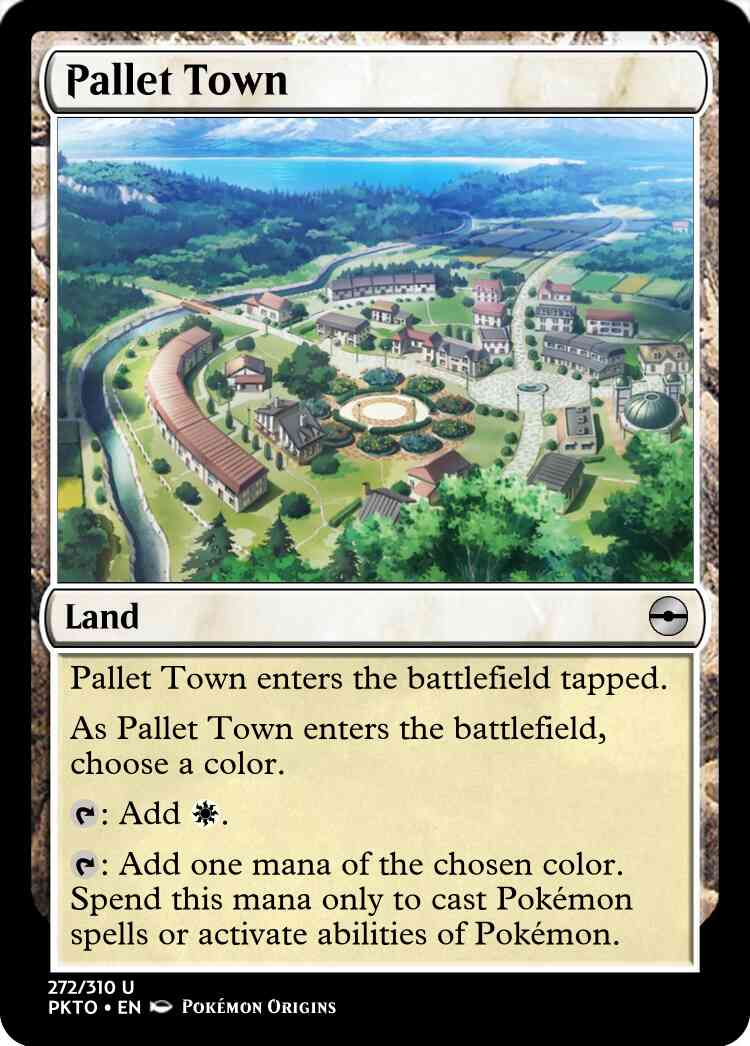 Pallet Town
Land
Pallet Town enters the battlefield tapped.
As Pallet Town enters the battlefield,
choose a color.
: Add .
: Add one mana of the chosen color.
Spend this mana only to cast Pokémon
spells or activate abilities of Pokémon.
272/310 U
PKTO • EN Pokémon Origins